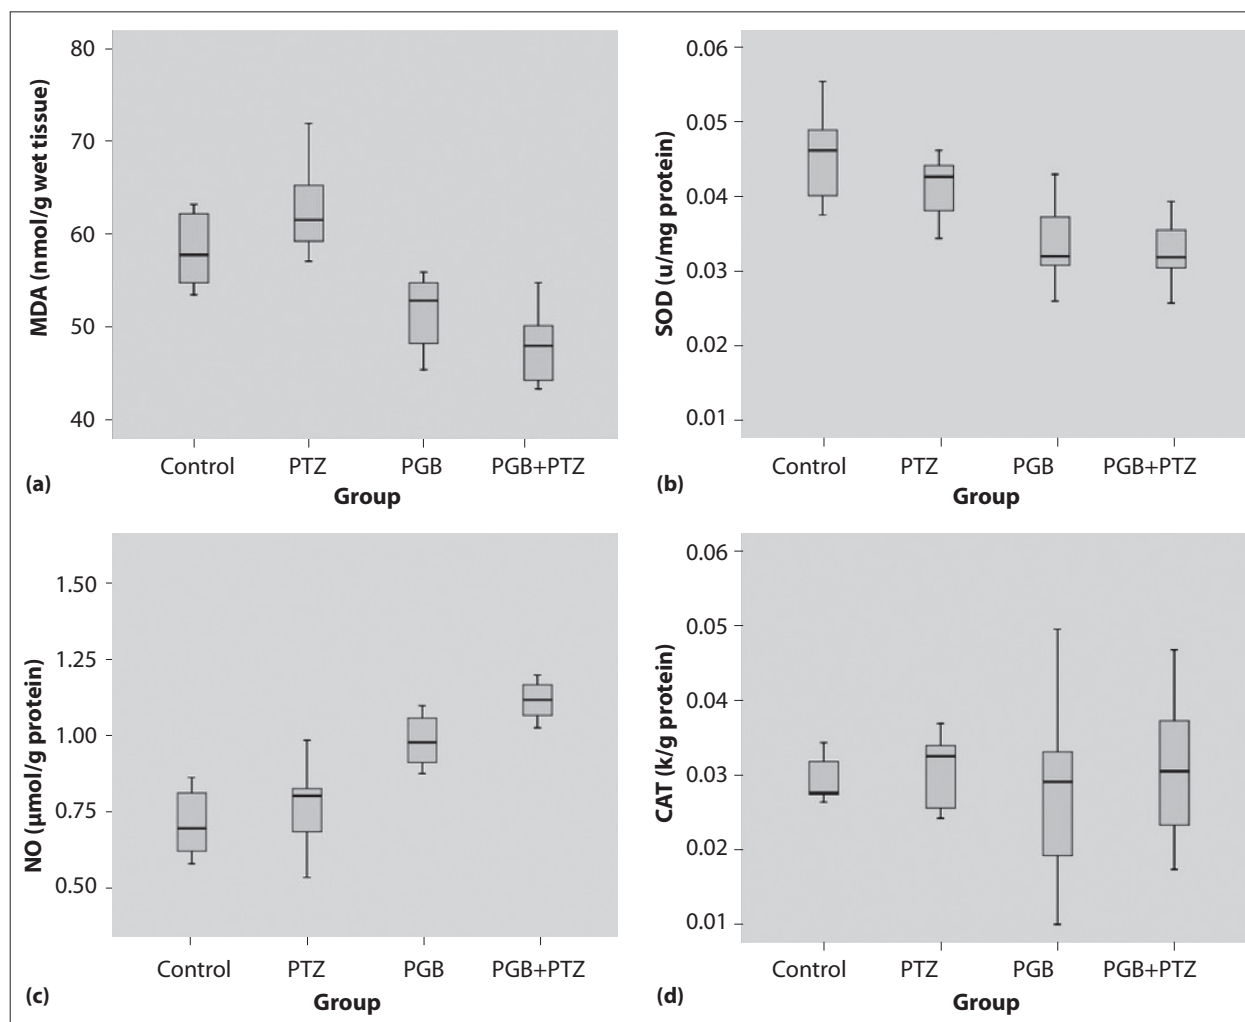 80
70
60
50
40
MDA (nmol/g wet tissue)
Control PTZ PGB PGB+PTZ
Group
(a)
0.06
0.05
0.04
0.03
0.02
0.01
SOD (u/mg protein)
Control PTZ PGB PGB+PTZ
Group
(b)
1.50
1.25
1.00
0.75
0.50
NO (µmol/g protein)
Control PTZ PGB PGB+PTZ
Group
(c)
0.06
0.05
0.04
0.03
0.02
0.01
CAT (k/g protein)
Control PTZ PGB PGB+PTZ
Group
(d)